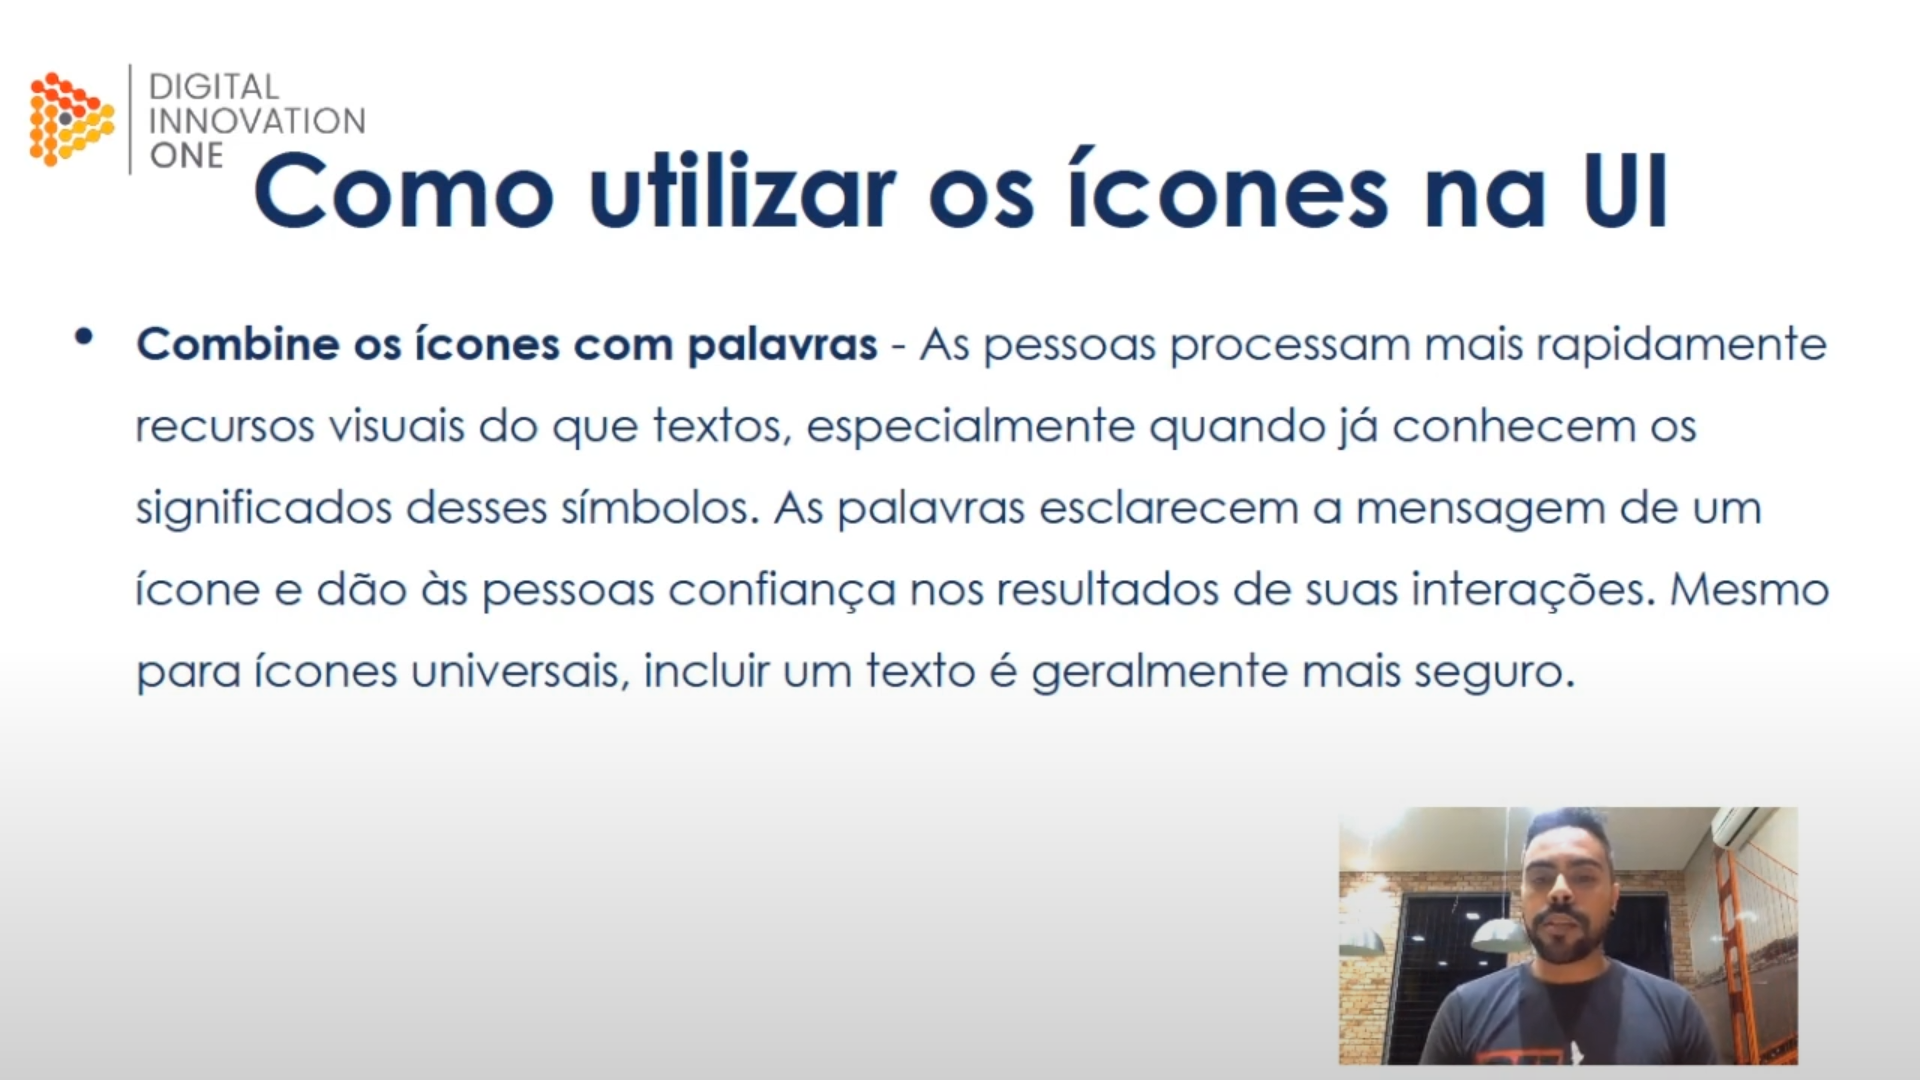 DIGITAL
INNOVATION
ONE
Como utilizar os ícones na UI
• Combine os ícones com palavras - As pessoas processam mais rapidamente
recursos visuais do que textos, especialmente quando já conhecem os
significados desses símbolos. As palavras esclarecem a mensagem de um
ícone e dão às pessoas confiança nos resultados de suas interações. Mesmo
para ícones universais, incluir um texto é geralmente mais seguro.